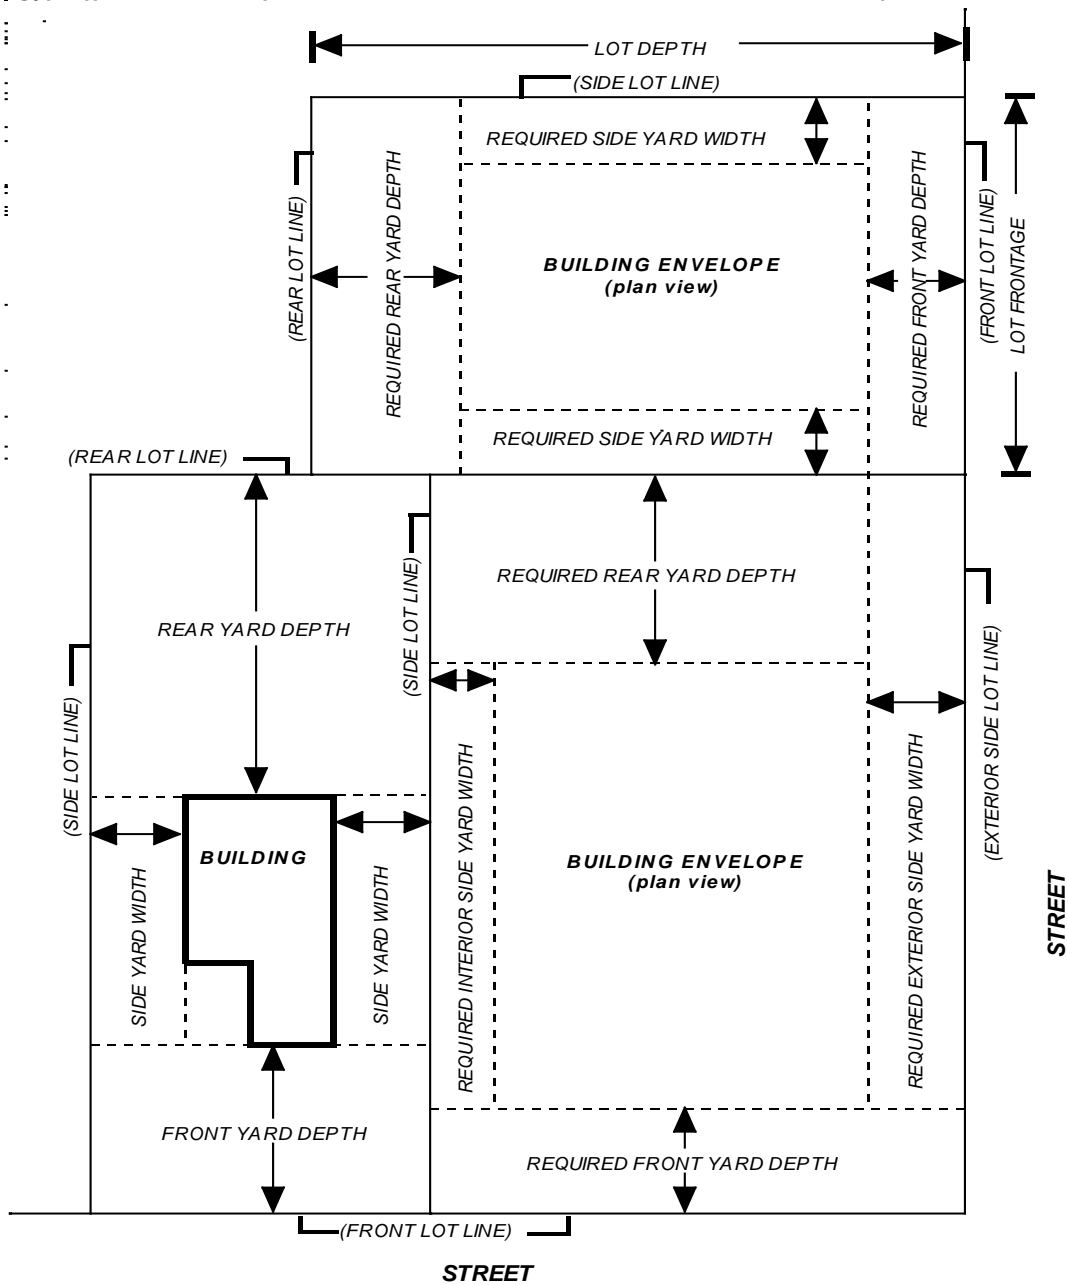 LOT DEPTH
(SIDE LOT LINE)
REQUIRED SIDE YARD WIDTH
(REAR LOT LINE)
REQUIRED REAR YARD DEPTH
BUILDING ENVELOPE
(plan view)
REQUIRED FRONT YARD DEPTH
(FRONT LOT LINE)
LOT FRONTAGE
REQUIRED SIDE YARD WIDTH
(REAR LOT LINE)
(SIDE LOT LINE)
REQUIRED REAR YARD DEPTH
REAR YARD DEPTH
(SIDE LOT LINE)
(EXTERIOR SIDE LOT LINE)
BUILDING
SIDE YARD WIDTH
SIDE YARD WIDTH
REQUIRED INTERIOR SIDE YARD WIDTH
BUILDING ENVELOPE
(plan view)
REQUIRED EXTERIOR SIDE YARD WIDTH
STREET
FRONT YARD DEPTH
REQUIRED FRONT YARD DEPTH
(FRONT LOT LINE)
STREET